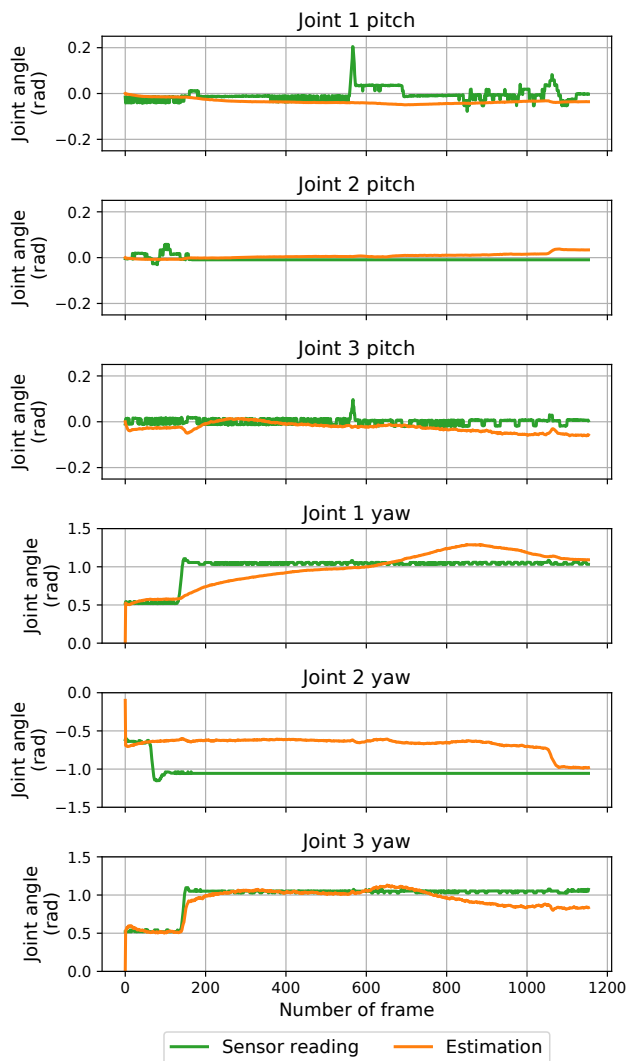 Joint 1 pitch
Joint angle
(rad)
0.2
0.0
−0.2
Joint 2 pitch
Joint angle
(rad)
0.2
0.0
−0.2
Joint 3 pitch
Joint angle
(rad)
0.2
0.0
−0.2
Joint 1 yaw
Joint angle
(rad)
1.5
1.0
0.5
0.0
Joint 2 yaw
Joint angle
(rad)
0.0
−0.5
−1.0
−1.5
Joint 3 yaw
Joint angle
(rad)
1.5
1.0
0.5
0.0
0 200 400 600 800 1000 1200
Number of frame
Sensor reading Estimation